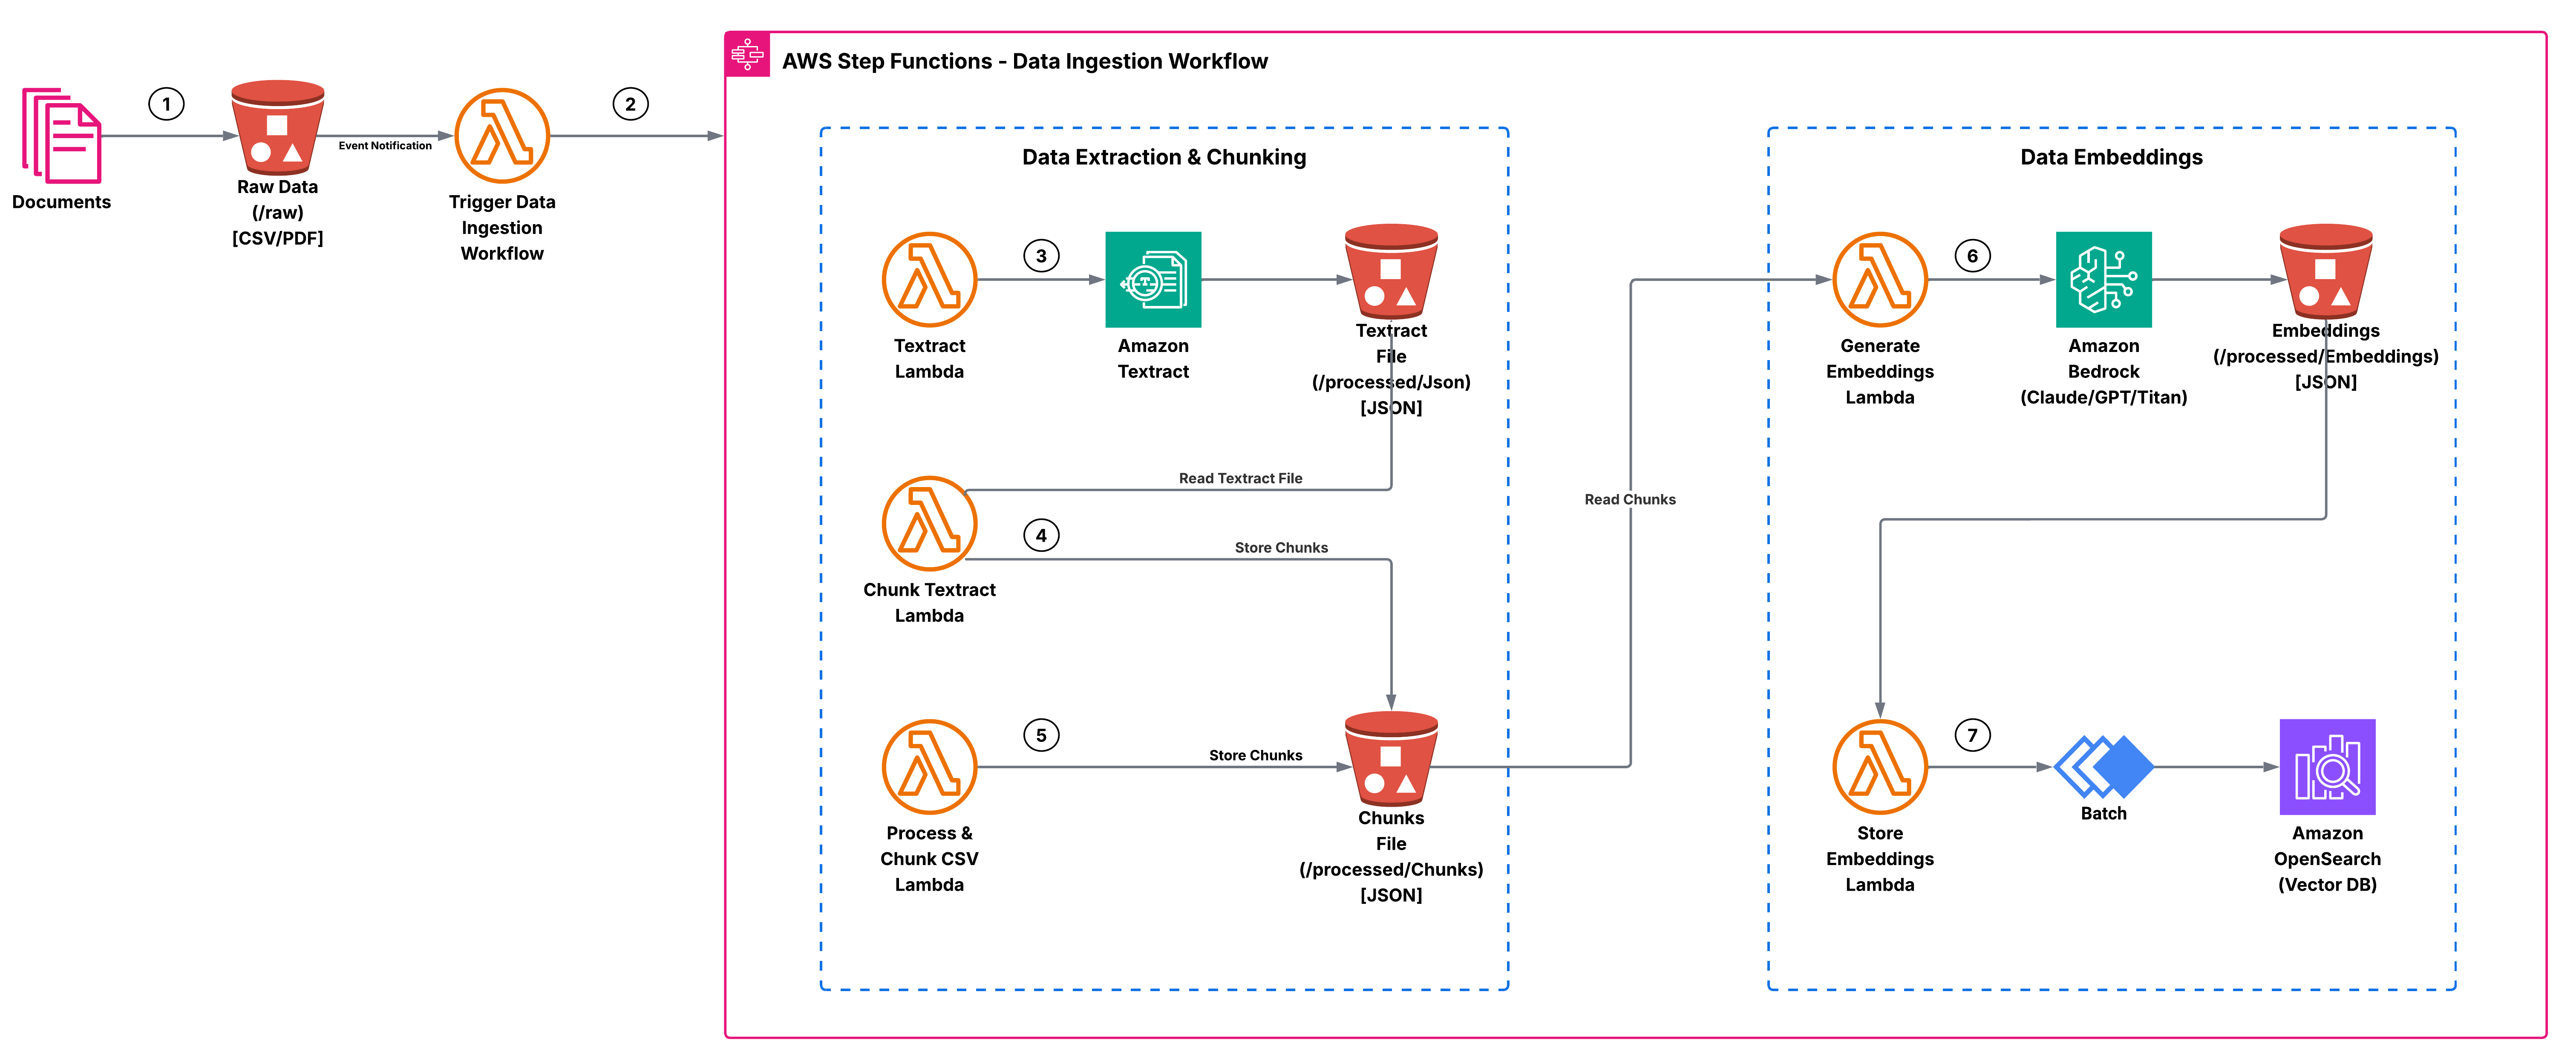 AWS Step Functions - Data Ingestion Workflow
1
2
Event Notification
Documents
Raw Data
(/raw)
[CSV/PDF]
Trigger Data
Ingestion
Workflow
Data Extraction & Chunking
3
Textract
Lambda
Amazon
Textract
Textract
File
(/processed/Json)
[JSON]
Read Textract File
4
Store Chunks
Chunk Textract
Lambda
5
Store Chunks
Process &
Chunk CSV
Lambda
Chunks
File
(/processed/Chunks)
[JSON]
Read Chunks
Data Embeddings
6
Generate
Embeddings
Lambda
Amazon
Bedrock
(Claude/GPT/Titan)
Embeddings
(/processed/Embeddings)
[JSON]
7
Store
Embeddings
Lambda
Batch
Amazon
OpenSearch
(Vector DB)